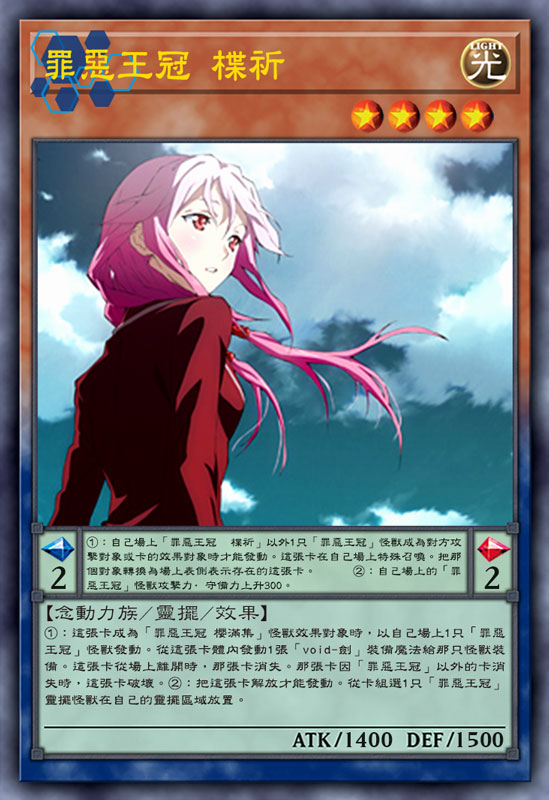 罪惡王冠 楪祈
LIGHT
光
①：自己場上「罪惡王冠 楪祈」以外1只「罪惡王冠」怪獸成為對方攻
擊對象或卡的效果對象時才能發動。這張卡在自己場上特殊召喚。把那
個對象轉換為場上表側表示存在的這張卡。 ②：自己場上的「罪
惡王冠」怪獸攻擊力、守備力上升300。
2
2
【念動力族/靈擺/效果】
①：這張卡成為「罪惡王冠 櫻滿集」怪獸效果對象時，以自己場上1只「罪惡
王冠」怪獸發動。從這張卡體內發動1張「void-劍」裝備魔法給那只怪獸裝
備。這張卡從場上離開時，那張卡消失。那張卡因「罪惡王冠」以外的卡消
失時，這張卡破壞。②：把這張卡解放才能發動。從卡組選1只「罪惡王冠」
靈擺怪獸在自己的靈擺區域放置。
ATK/1400 DEF/1500